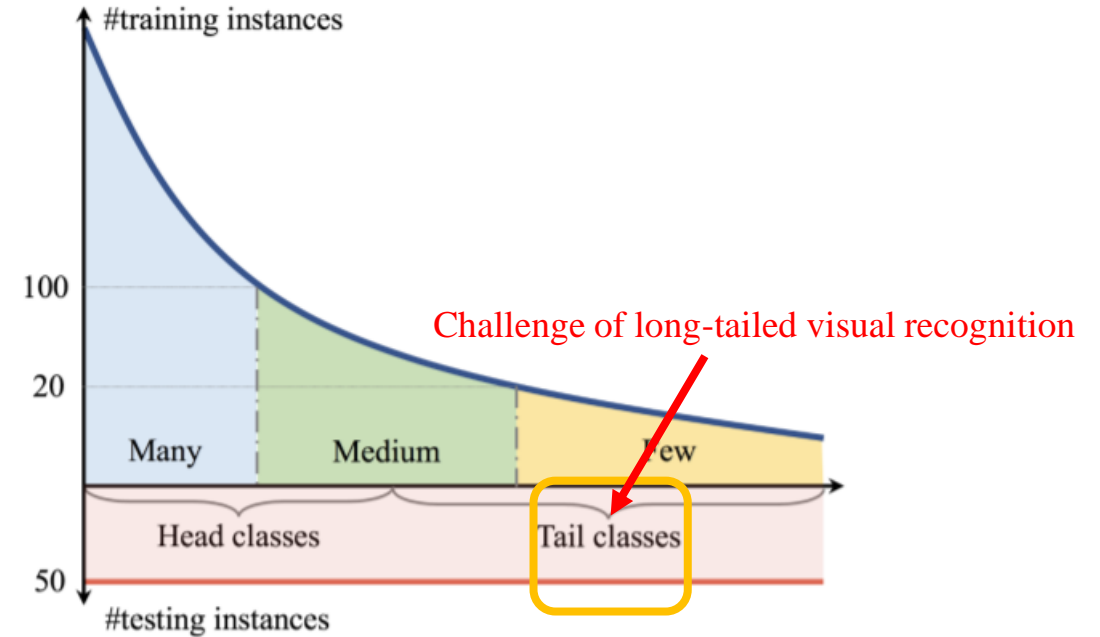 #training instances
100
Challenge of long-tailed visual recognition
20
Many
Medium
Few
Head classes
Tail classes
50
#testing instances